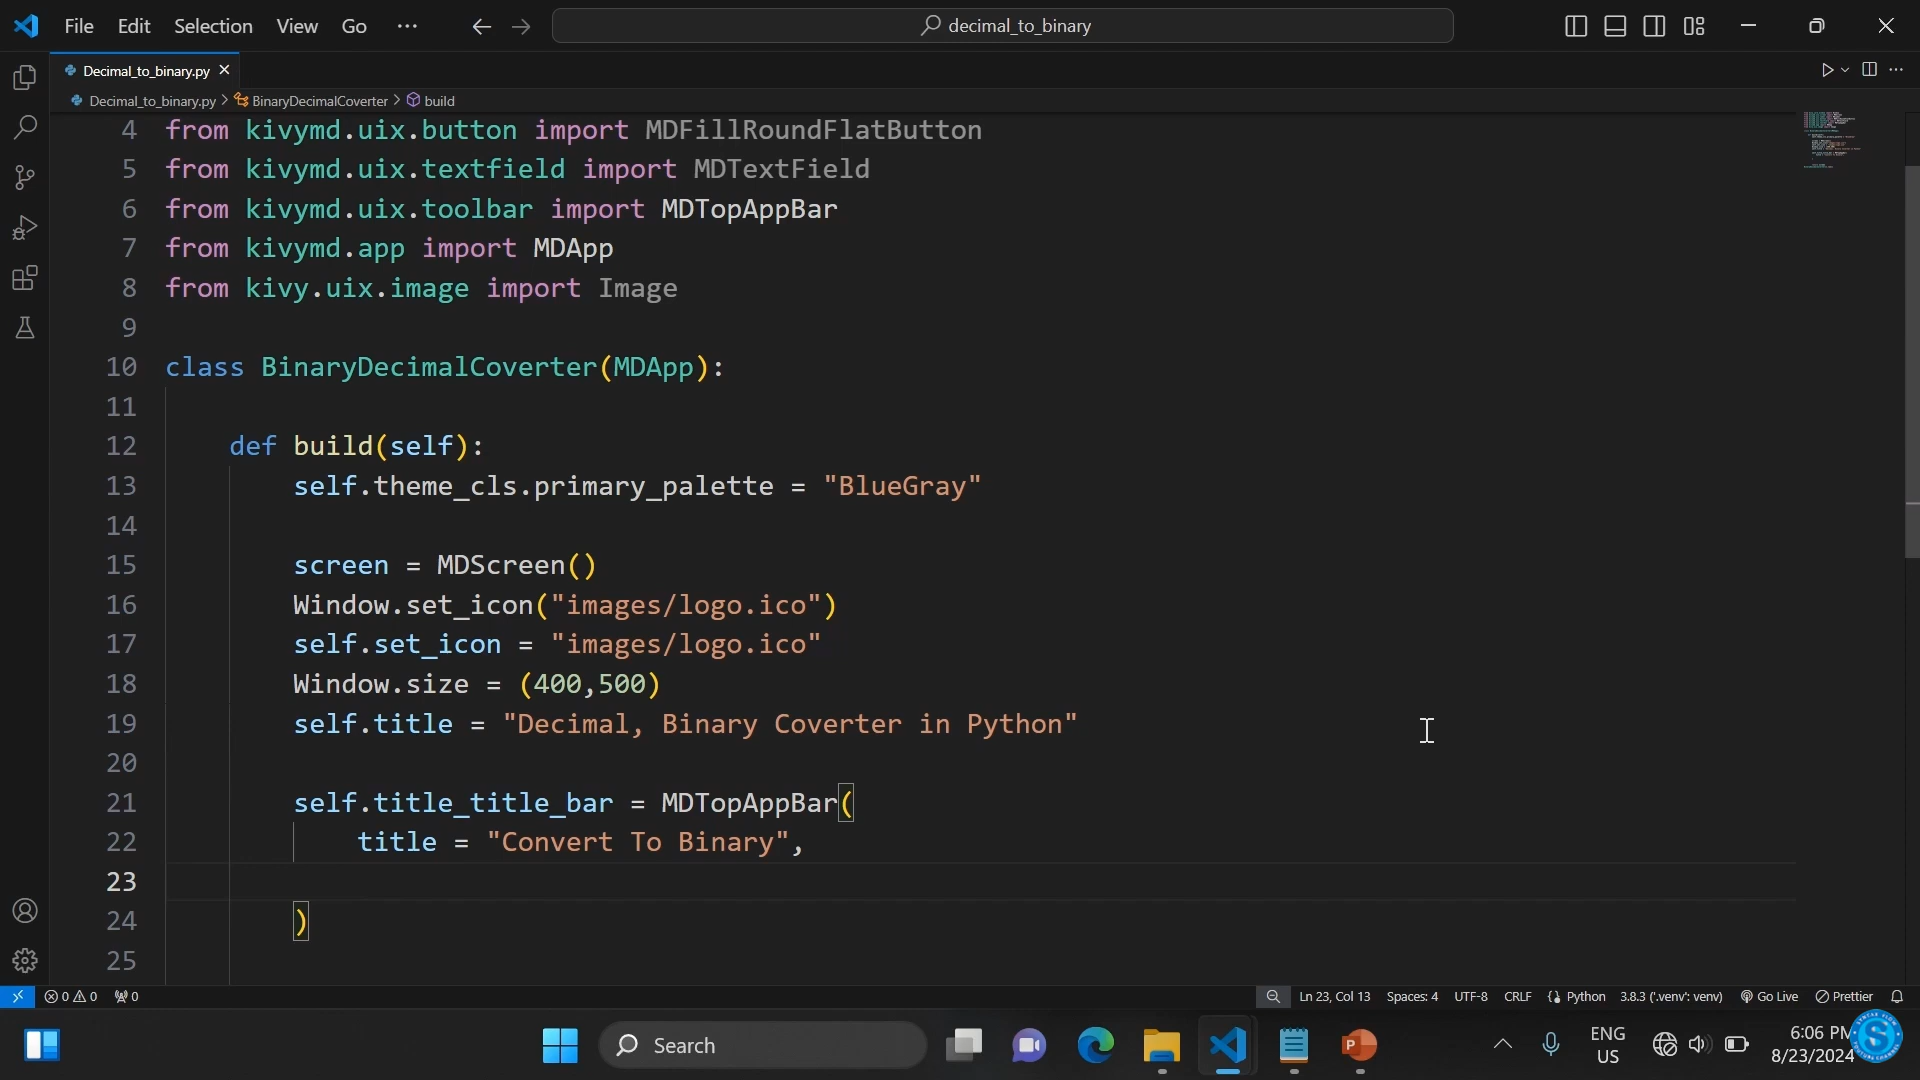 File Edit Selection View Go ··· decimal_to_binary
Decimal_to_binary.py
Decimal_to_binary.py > BinaryDecimalCoverter > build
4 from kivymd.uix.button import MDFillRoundFlatButton
5 from kivymd.uix.textfield import MDTextField
6 from kivymd.uix.toolbar import MDTopAppBar
7 from kivymd.app import MDApp
8 from kivy.uix.image import Image
9
10 class BinaryDecimalCoverter(MDApp):
11
12 def build(self):
13 self.theme_cls.primary_palette = "BlueGray"
14
15 screen = MDScreen()
16 Window.set_icon("images/logo.ico")
17 self.set_icon = "images/logo.ico"
18 Window.size = (400,500)
19 self.title = "Decimal, Binary Coverter in Python"
20
21 self.title_title_bar = MDTopAppBar(
22 title = "Convert To Binary",
23
24 )
25
0 0 0 Ln 23, Col 13 Spaces: 4 UTF-8 CRLF Python 3.8.3 ('.venv': venv) Go Live Prettier
Search ENG US 6:06 PM 8/23/2024